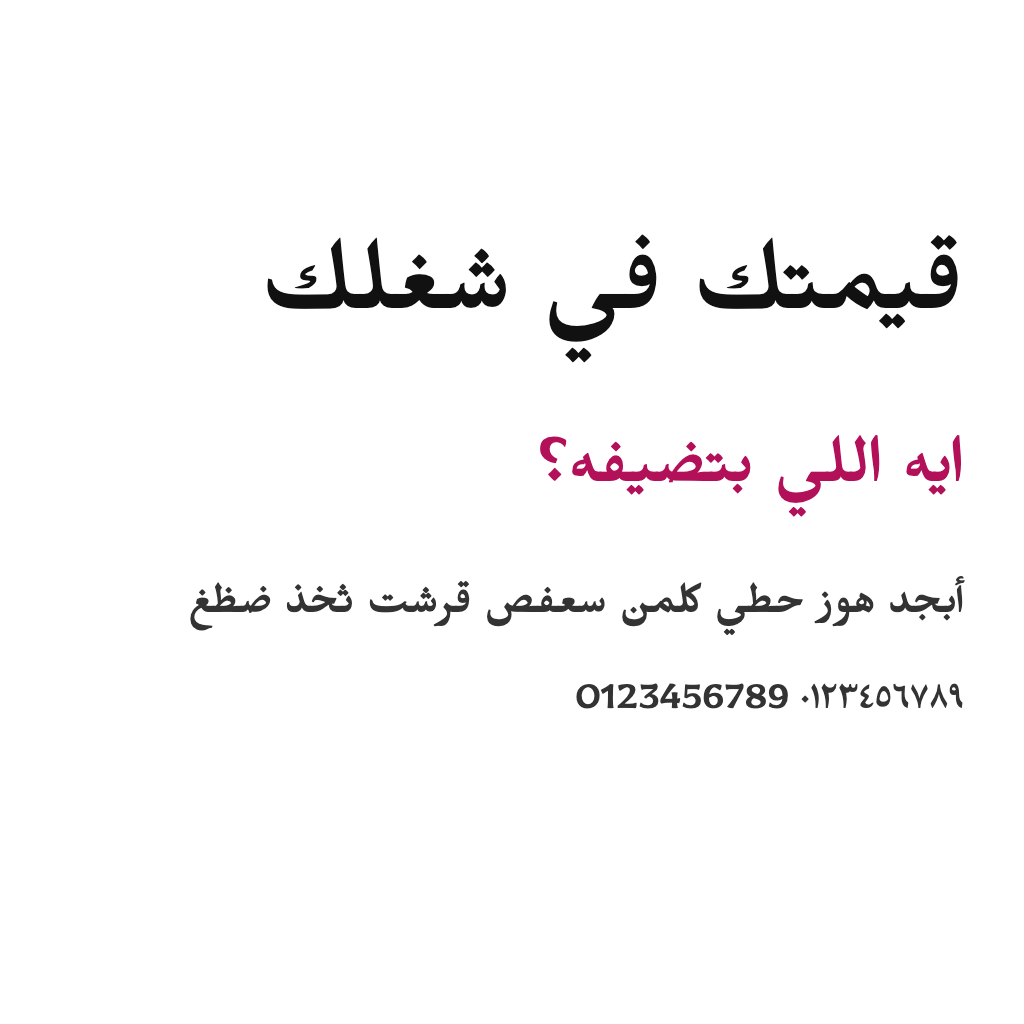 قيمتك في شغلك
ايه اللي بتضيفه؟
أبجد هوز حطي كلمن سعفص قرشت ثخذ ضظغ
٠١٢٣٤٥٦٧٨٩ 0123456789